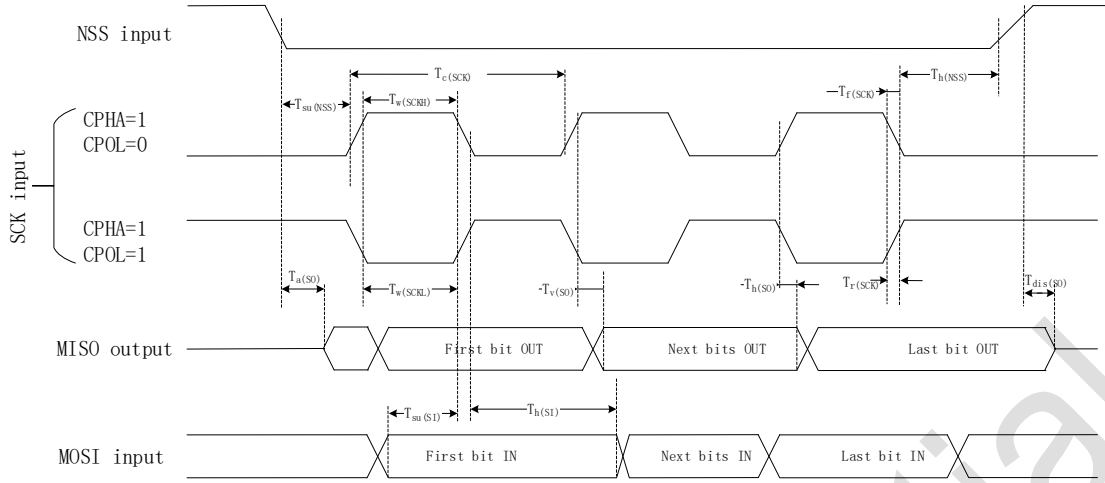 NSS input
Tc(SCK)
Tsu(NSS)
Tw(SCKH)
Tf(SCK)
Th(NSS)
SCK input
CPHA=1
CPOL=0
CPHA=1
CPOL=1
Ta(SO)
Tw(SCKL)
Tv(SO)
Th(SO)
Tr(SCK)
Tdis(SO)
MISO output
First bit OUT
Next bits OUT
Last bit OUT
Tsu(SI)
Th(SI)
MOSI input
First bit IN
Next bits IN
Last bit IN